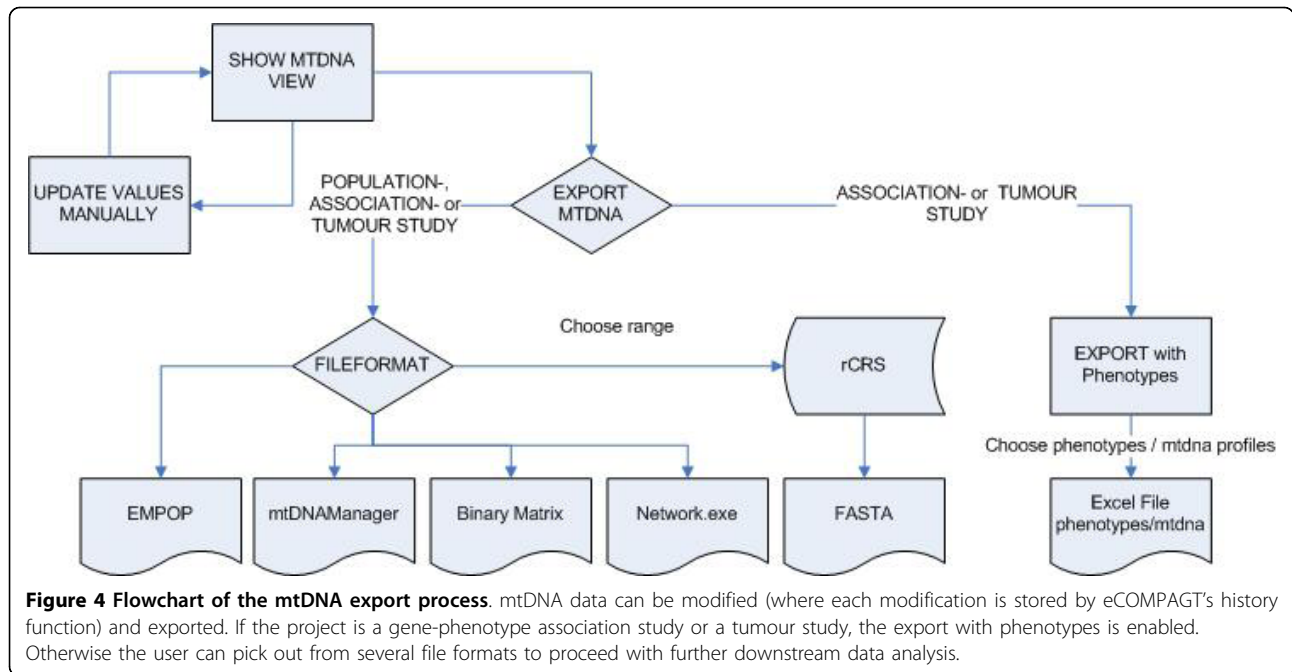 SHOW MTDNA
VIEW
UPDATE VALUES
MANUALLY
POPULATION-,
ASSOCIATION- or
TUMOUR STUDY
EXPORT
MTDNA
ASSOCIATION- or TUMOUR
STUDY
FILEFORMAT
Choose range
rCRS
EXPORT with
Phenotypes
Choose phenotypes / mtdna profiles
EMPOP
mtDNAManager
Binary Matrix
Network.exe
FASTA
Excel File
phenotypes/mtdna
Figure 4 Flowchart of the mtDNA export process. mtDNA data can be modified (where each modification is stored by eCOMPAGT's history
function) and exported. If the project is a gene-phenotype association study or a tumour study, the export with phenotypes is enabled.
Otherwise the user can pick out from several file formats to proceed with further downstream data analysis.